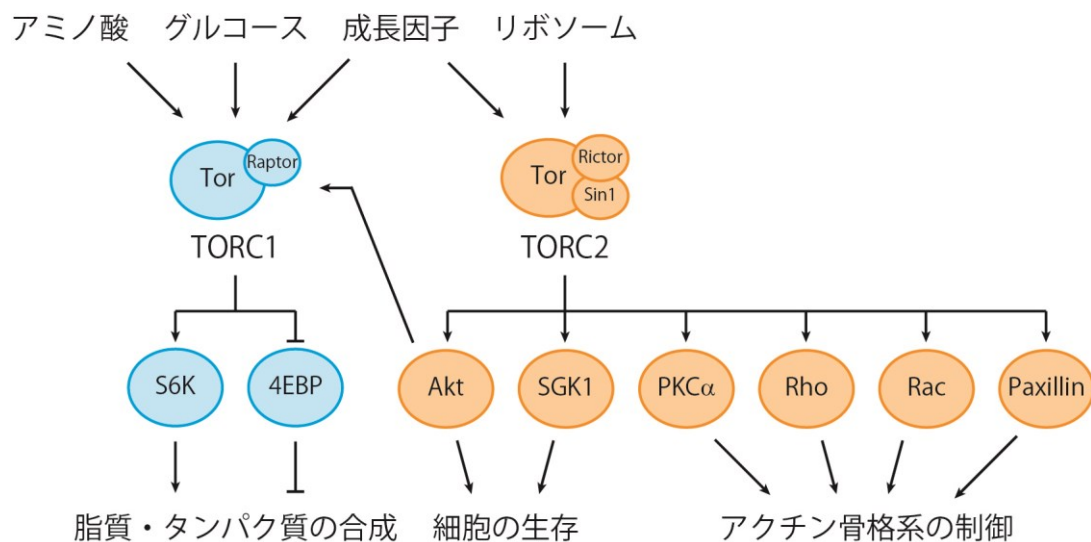 アミノ酸 グルコース 成長因子 リボソーム
Tor Raptor
Tor Rictor
Sin1
TORC1 TORC2
S6K 4EBP Akt SGK1 PKCα Rho Rac Paxillin
脂質・タンパク質の合成 細胞の生存 アクチン骨格系の制御